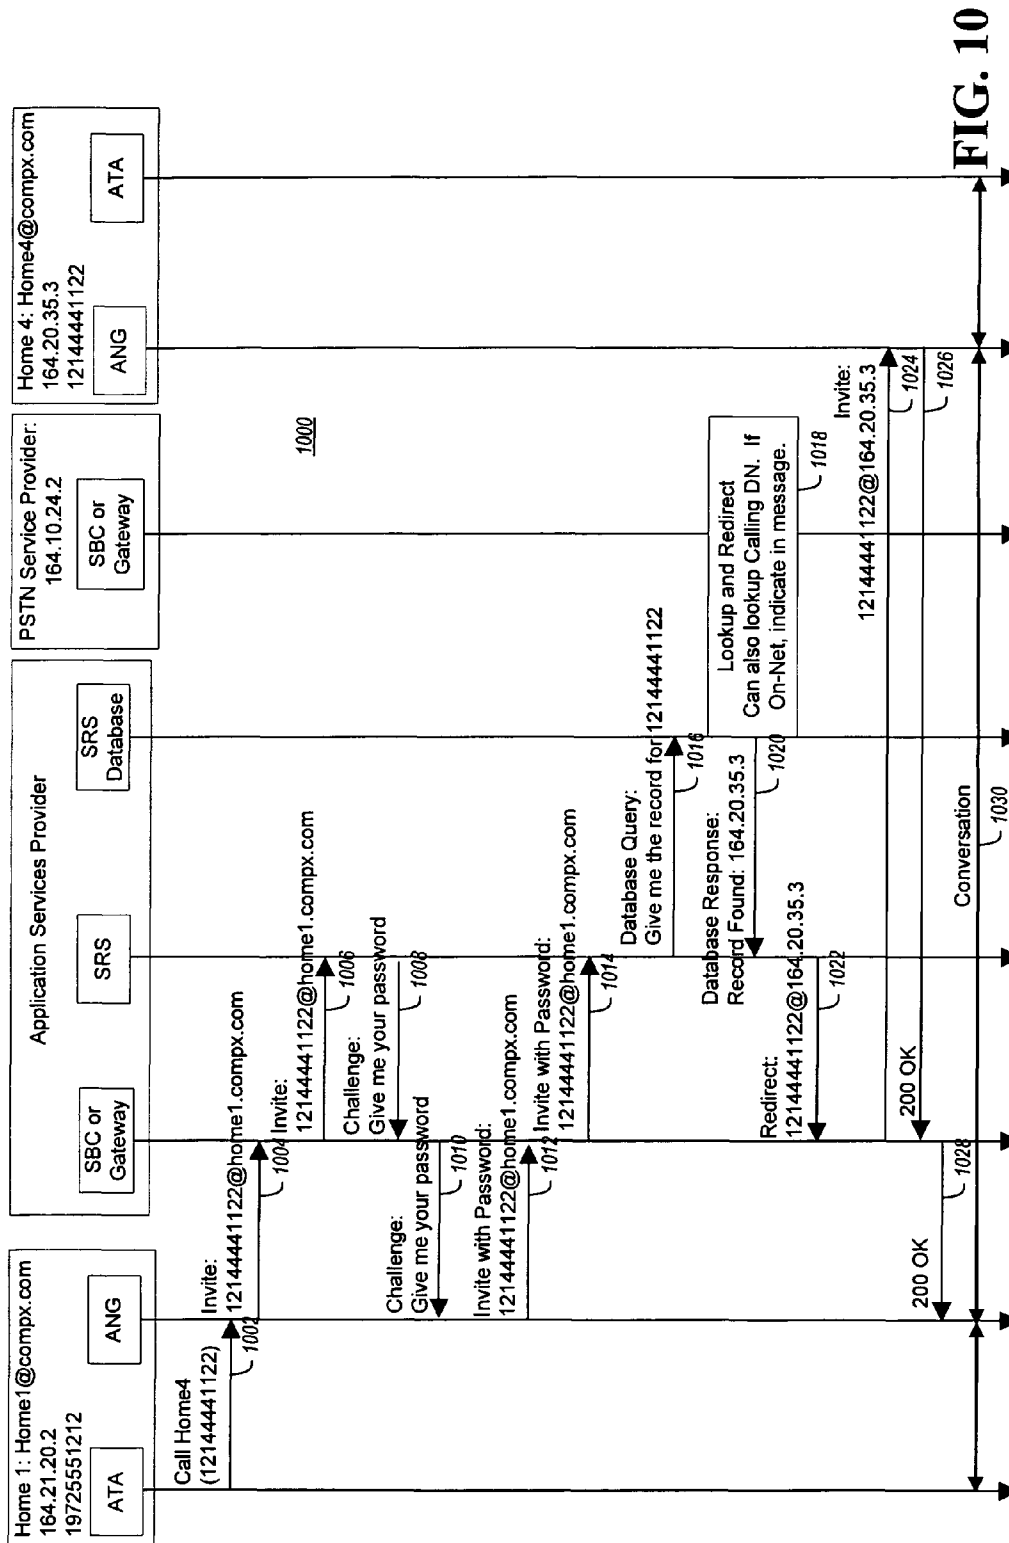 Home 1: Home1@compx.com
164.21.20.2
19725551212
ATA
ANG
Application Services Provider
SBC or
Gateway
SRS
SRS
Database
PSTN Service Provider:
164.10.24.2
SBC or
Gateway
Home 4: Home4@compx.com
164.20.35.3
12144441122
ANG
ATA
1000
Call Home4
(12144441122)
1002
Invite:
12144441122@home1.compx.com
1004
Invite:
12144441122@home1.compx.com
1006
Challenge:
Give me your password
1008
Challenge:
Give me your password
1010
Invite with Password:
12144441122@home1.compx.com
1012
Invite with Password:
12144441122@home1.compx.com
1014
Database Query:
Give me the record for 12144441122
1016
Lookup and Redirect
Can also lookup Calling DN. If
On-Net, indicate in message.
1018
Database Response:
Record Found: 164.20.35.3
1020
Redirect:
12144441122@164.20.35.3
1022
Invite:
12144441122@164.20.35.3
1024
200 OK
1026
200 OK
1028
Conversation
1030
FIG. 10